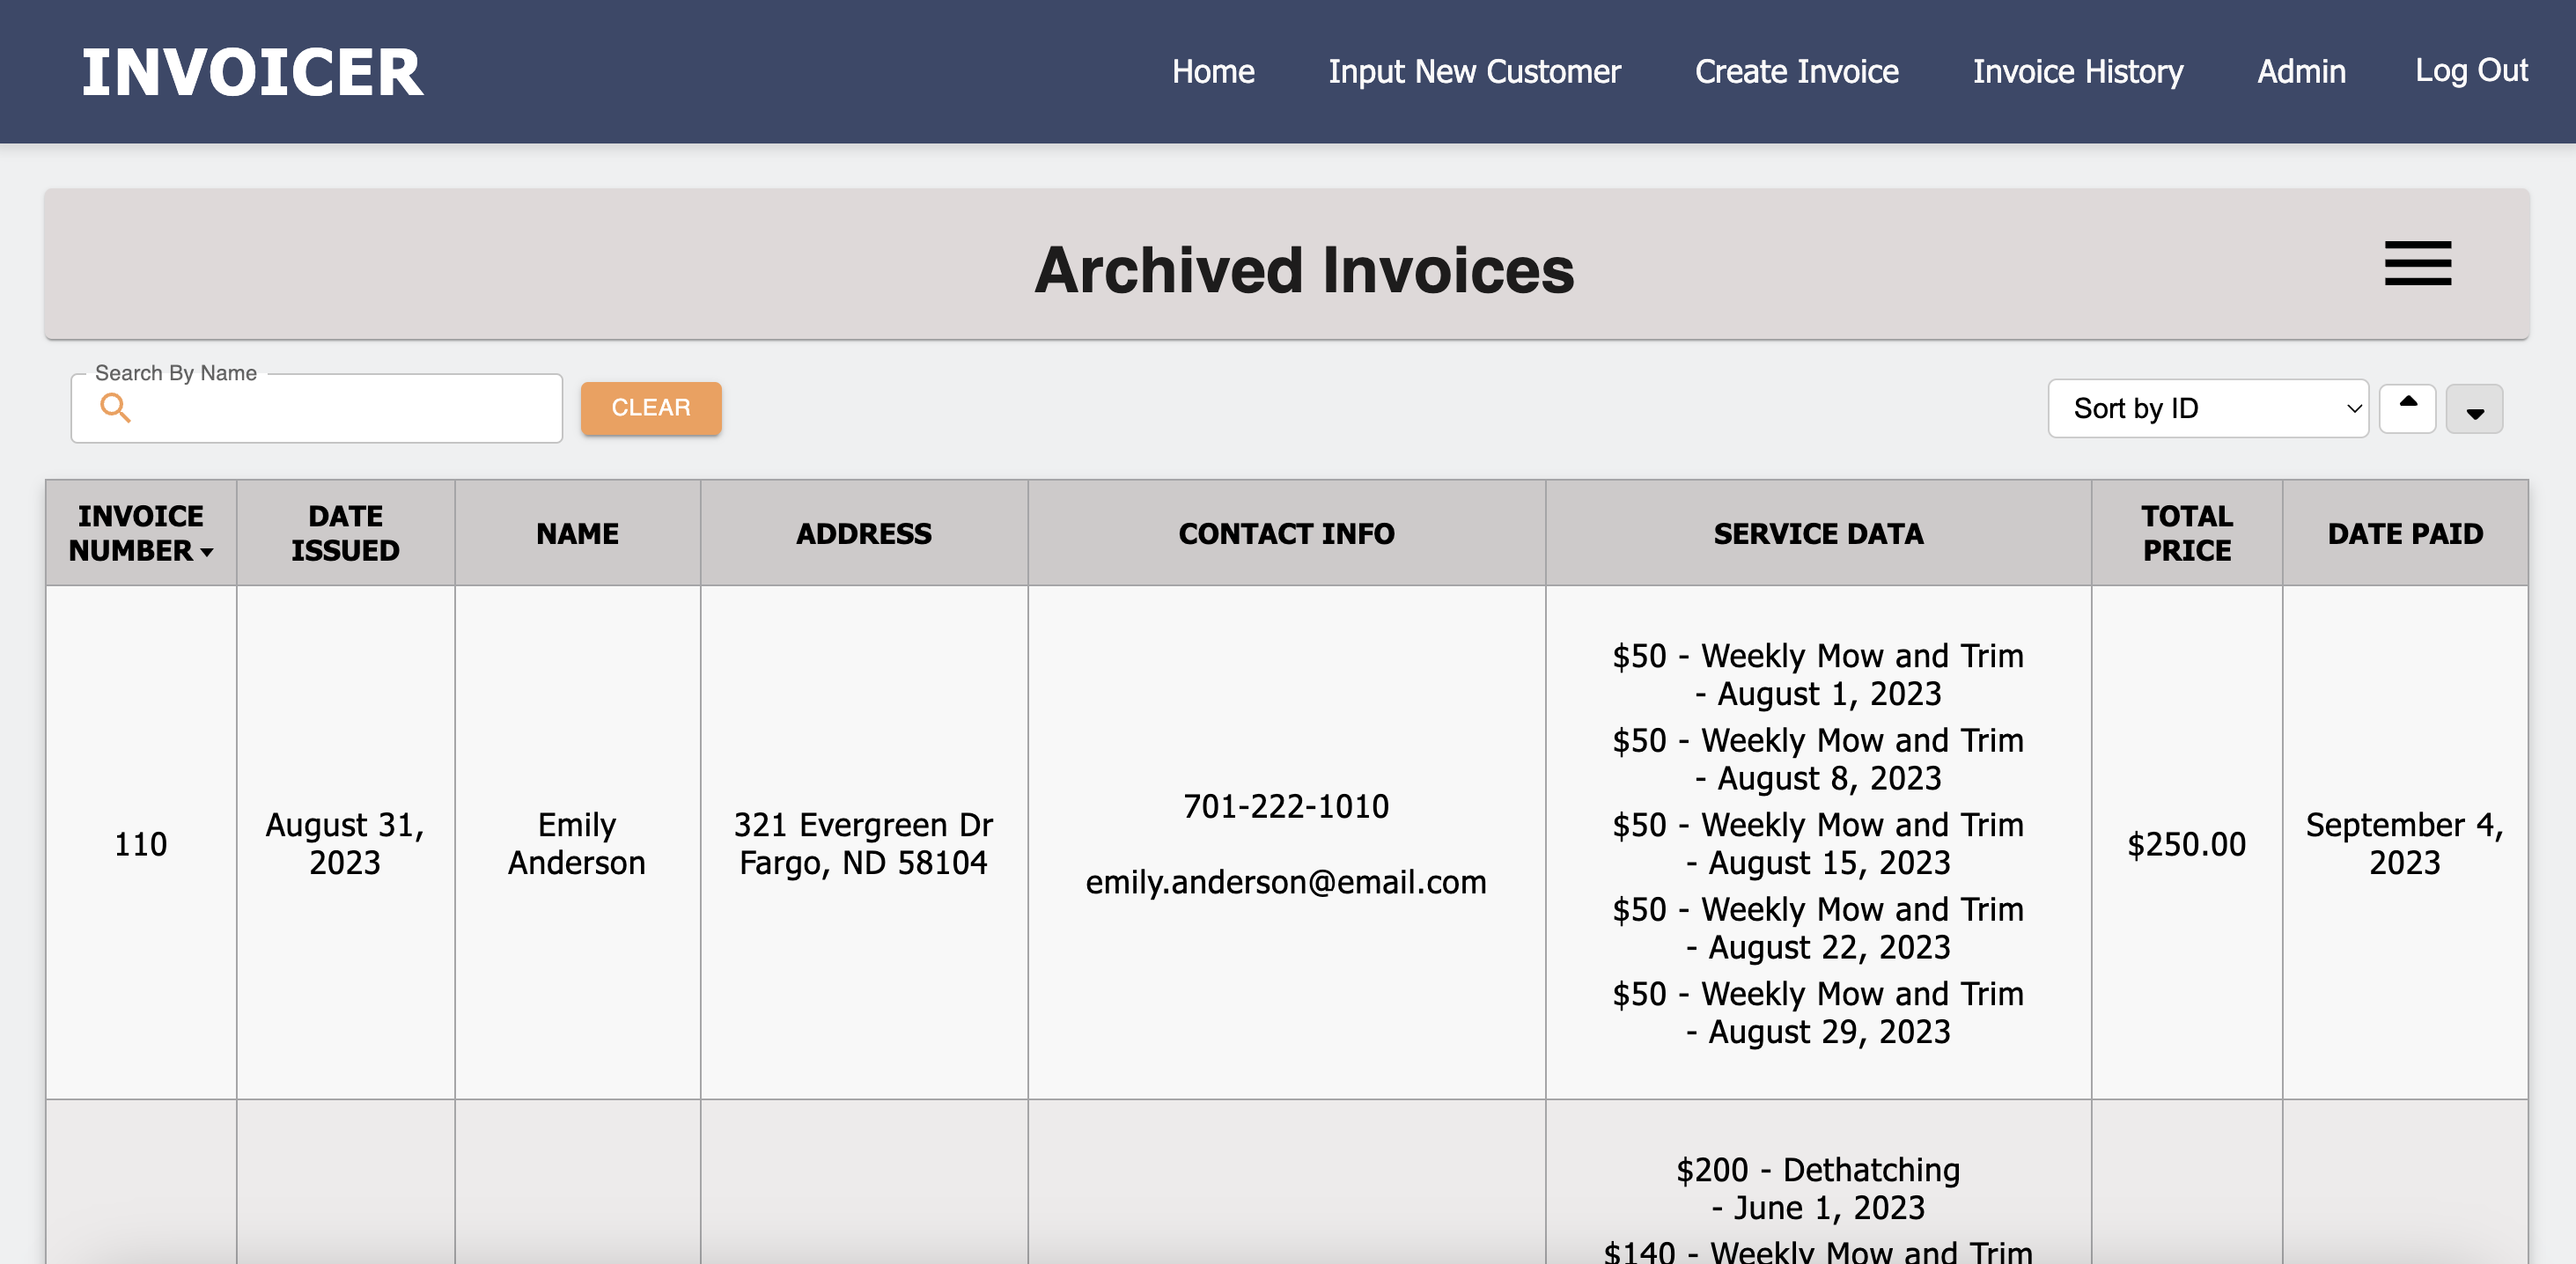 INVOICER
Home
Input New Customer
Create Invoice
Invoice History
Admin
Log Out
Archived Invoices
Search By Name
CLEAR
Sort by ID
INVOICE
NUMBER
DATE
ISSUED
NAME
ADDRESS
CONTACT INFO
SERVICE DATA
TOTAL
PRICE
DATE PAID
110
August 31,
2023
Emily
Anderson
321 Evergreen Dr
Fargo, ND 58104
701-222-1010
emily.anderson@email.com
$50 - Weekly Mow and Trim
- August 1, 2023
$50 - Weekly Mow and Trim
- August 8, 2023
$50 - Weekly Mow and Trim
- August 15, 2023
$50 - Weekly Mow and Trim
- August 22, 2023
$50 - Weekly Mow and Trim
- August 29, 2023
$250.00
September 4,
2023
$200 - Dethatching
- June 1, 2023
$140 - Weekly Mow and Trim